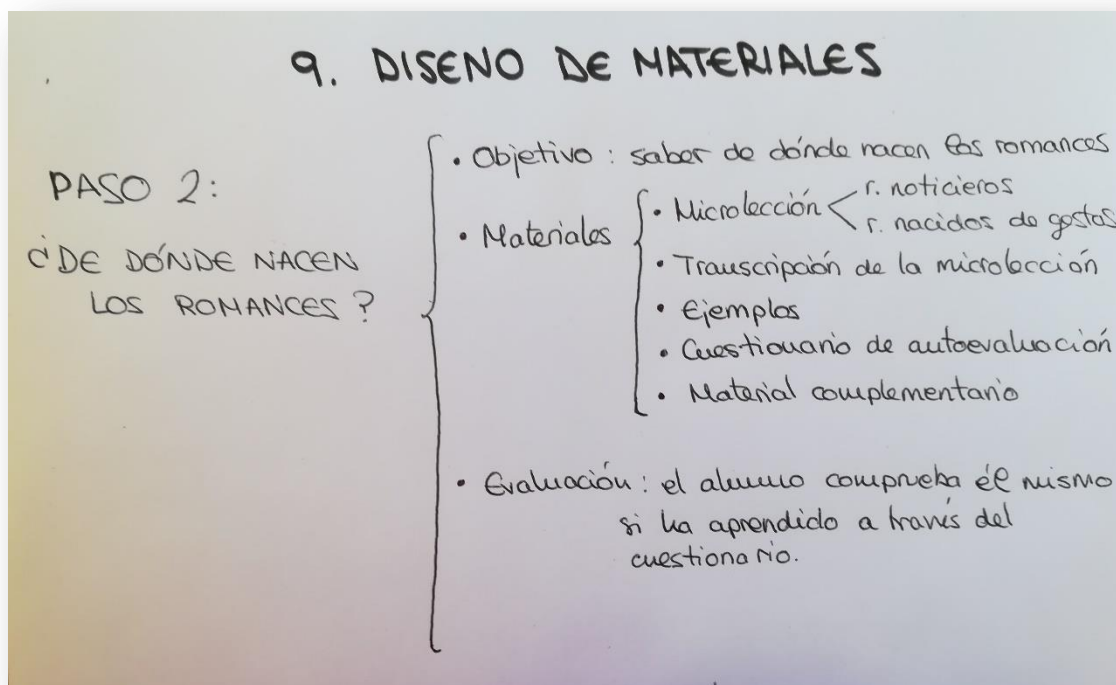 9. DISENO DE MATERIALES
PASO 2:
¿DE DÓNDE NACEN
LOS ROMANCES?
• Objetivo: saber de dónde nacen los romances
• Materiales
• Microlección
r. noticieros
r. nacidos de gestas
• Transcripción de la microlección
• Ejemplos
• Cuestionario de autoevaluación
• Material complementario
• Evaluación: el alumno comprueba él mismo
si ha aprendido a través del
cuestionario.